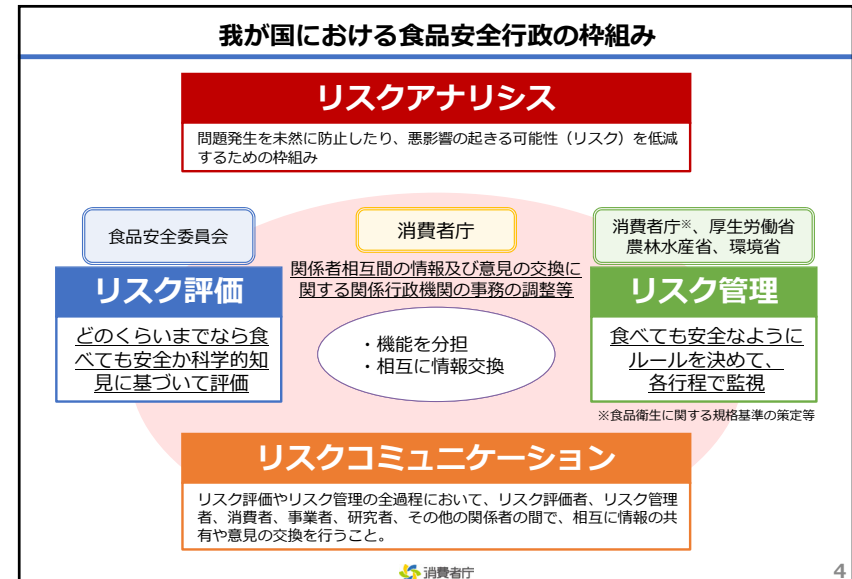 我が国における食品安全行政の枠組み
リスクアナリシス
問題発生を未然に防止したり、悪影響の起きる可能性（リスク）を低減
するための枠組み
食品安全委員会
リスク評価
どのくらいまでなら食
べても安全か科学的知
見に基づいて評価
消費者庁
関係者相互間の情報及び意見の交換に
関する関係行政機関の事務の調整等
・機能を分担
・相互に情報交換
消費者庁※、厚生労働省
農林水産省、環境省
リスク管理
食べても安全なように
ルールを決めて、
各行程で監視
※食品衛生に関する規格基準の策定等
リスクコミュニケーション
リスク評価やリスク管理の全過程において、リスク評価者、リスク管理
者、消費者、事業者、研究者、その他の関係者の間で、相互に情報の共
有や意見の交換を行うこと。
消費者庁
4